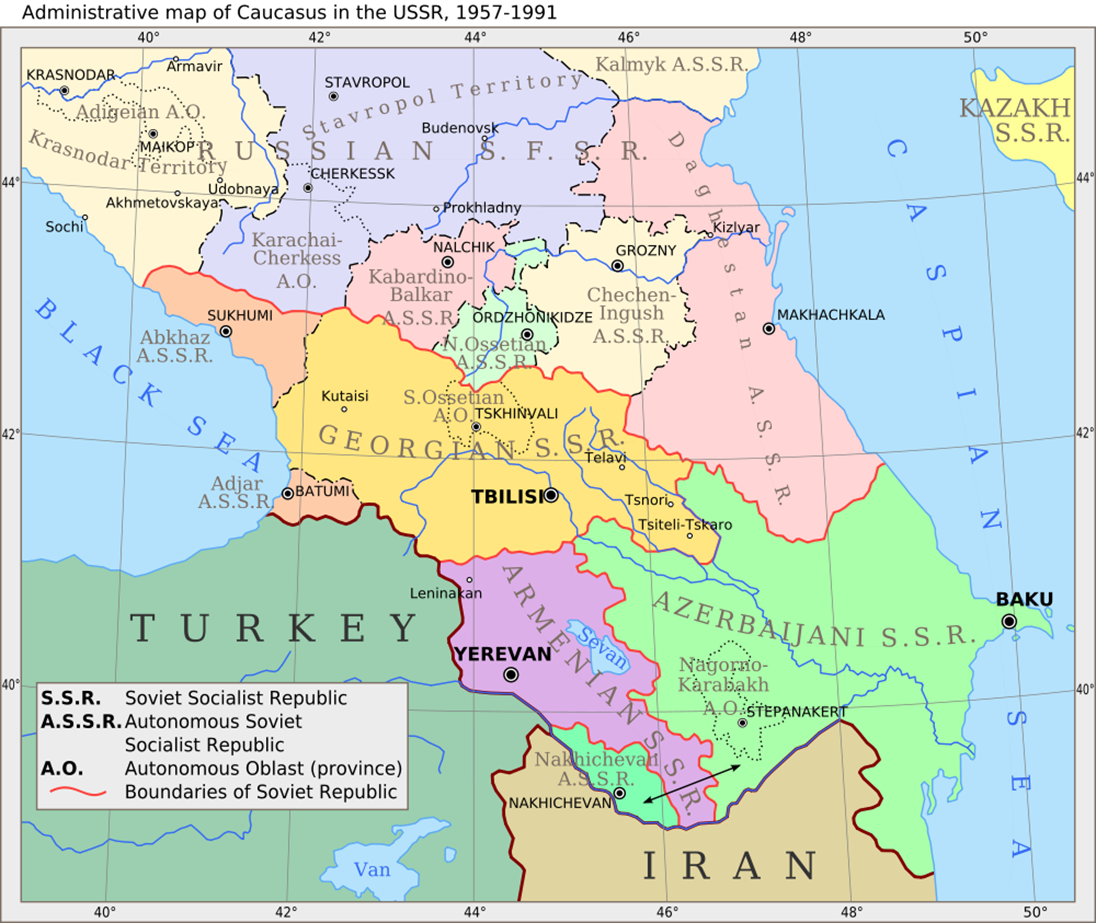 Administrative map of Caucasus in the USSR, 1957-1991
40° 42° 44° 46° 48° 50°
KRASNODAR
Armavir
Adigeian A.O.
MAIKOP
Krasnodar Territory
Udobnaya
Akhmetovskaya
Sochi
44°
STAVROPOL
Stavropol Territory
Budenovsk
RUSSIAN S.F.S.R.
CHERKESSK
Prokhladny
Karachai-
Cherkess
A.O.
Kalmyk A.S.S.R.
KAZAKH
S.S.R.
44°
Daghestan A.S.S.R.
Kizlyar
MAKHACHKALA
NALCHIK
Kabardino-
Balkar
A.S.S.R.
GROZNY
Chechen-
Ingush
A.S.S.R.
ORDZHONIKIDZE
N.Ossetian
A.S.S.R.
SUKHUMI
Abkhaz
A.S.S.R.
BLACK SEA
CASPIAN SEA
Kutaisi
S.Ossetian
A.O.
TSKHINVALI
GEORGIAN S.S.R.
42°
42°
Telavi
TBILISI
Tsnori
Tsiteli-Tskaro
Adjar
A.S.S.R.
BATUMI
TURKEY
Leninakan
ARMENIAN S.S.R.
YEREVAN
Sevan
AZERBAIJANI S.S.R.
BAKU
Nagorno-
Karabakh
A.O.
STEPANAKERT
40°
40°
Nakhichevan
A.S.S.R.
NAKHICHEVAN
IRAN
Van
S.S.R. Soviet Socialist Republic
A.S.S.R. Autonomous Soviet
Socialist Republic
A.O. Autonomous Oblast (province)
Boundaries of Soviet Republic
40° 42° 44° 46° 48° 50°